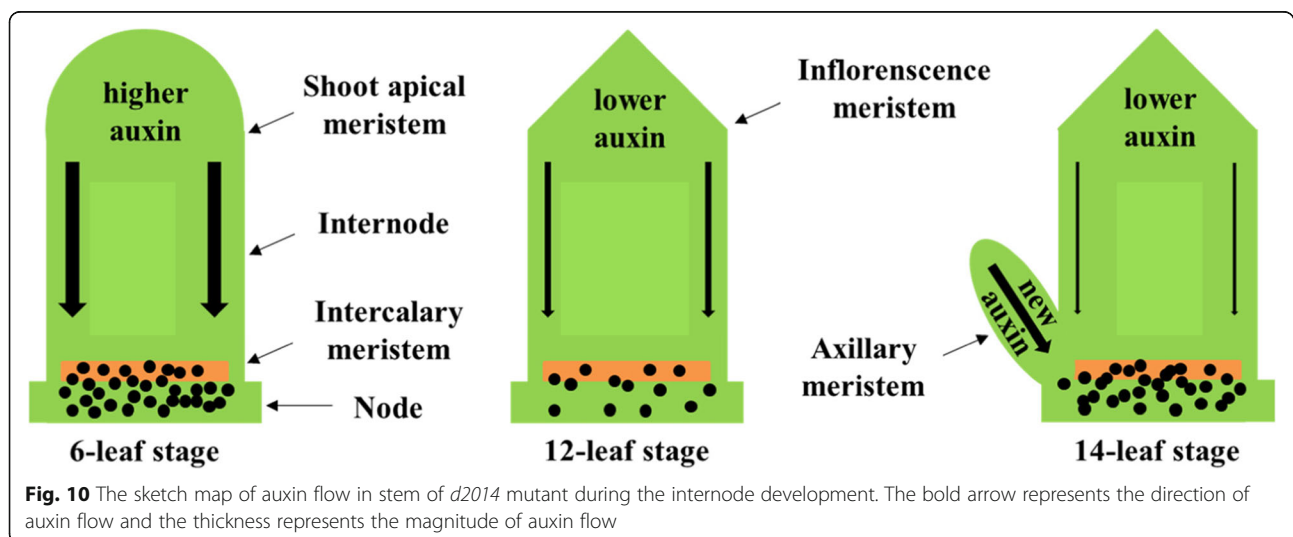 higher
auxin
Shoot apical
meristem
Internode
Intercalary
meristem
Node
6-leaf stage
lower
auxin
Inflorenscence
meristem
12-leaf stage
lower
auxin
new
auxin
Axillary
meristem
14-leaf stage
Fig. 10 The sketch map of auxin flow in stem of d2014 mutant during the internode development. The bold arrow represents the direction of
auxin flow and the thickness represents the magnitude of auxin flow